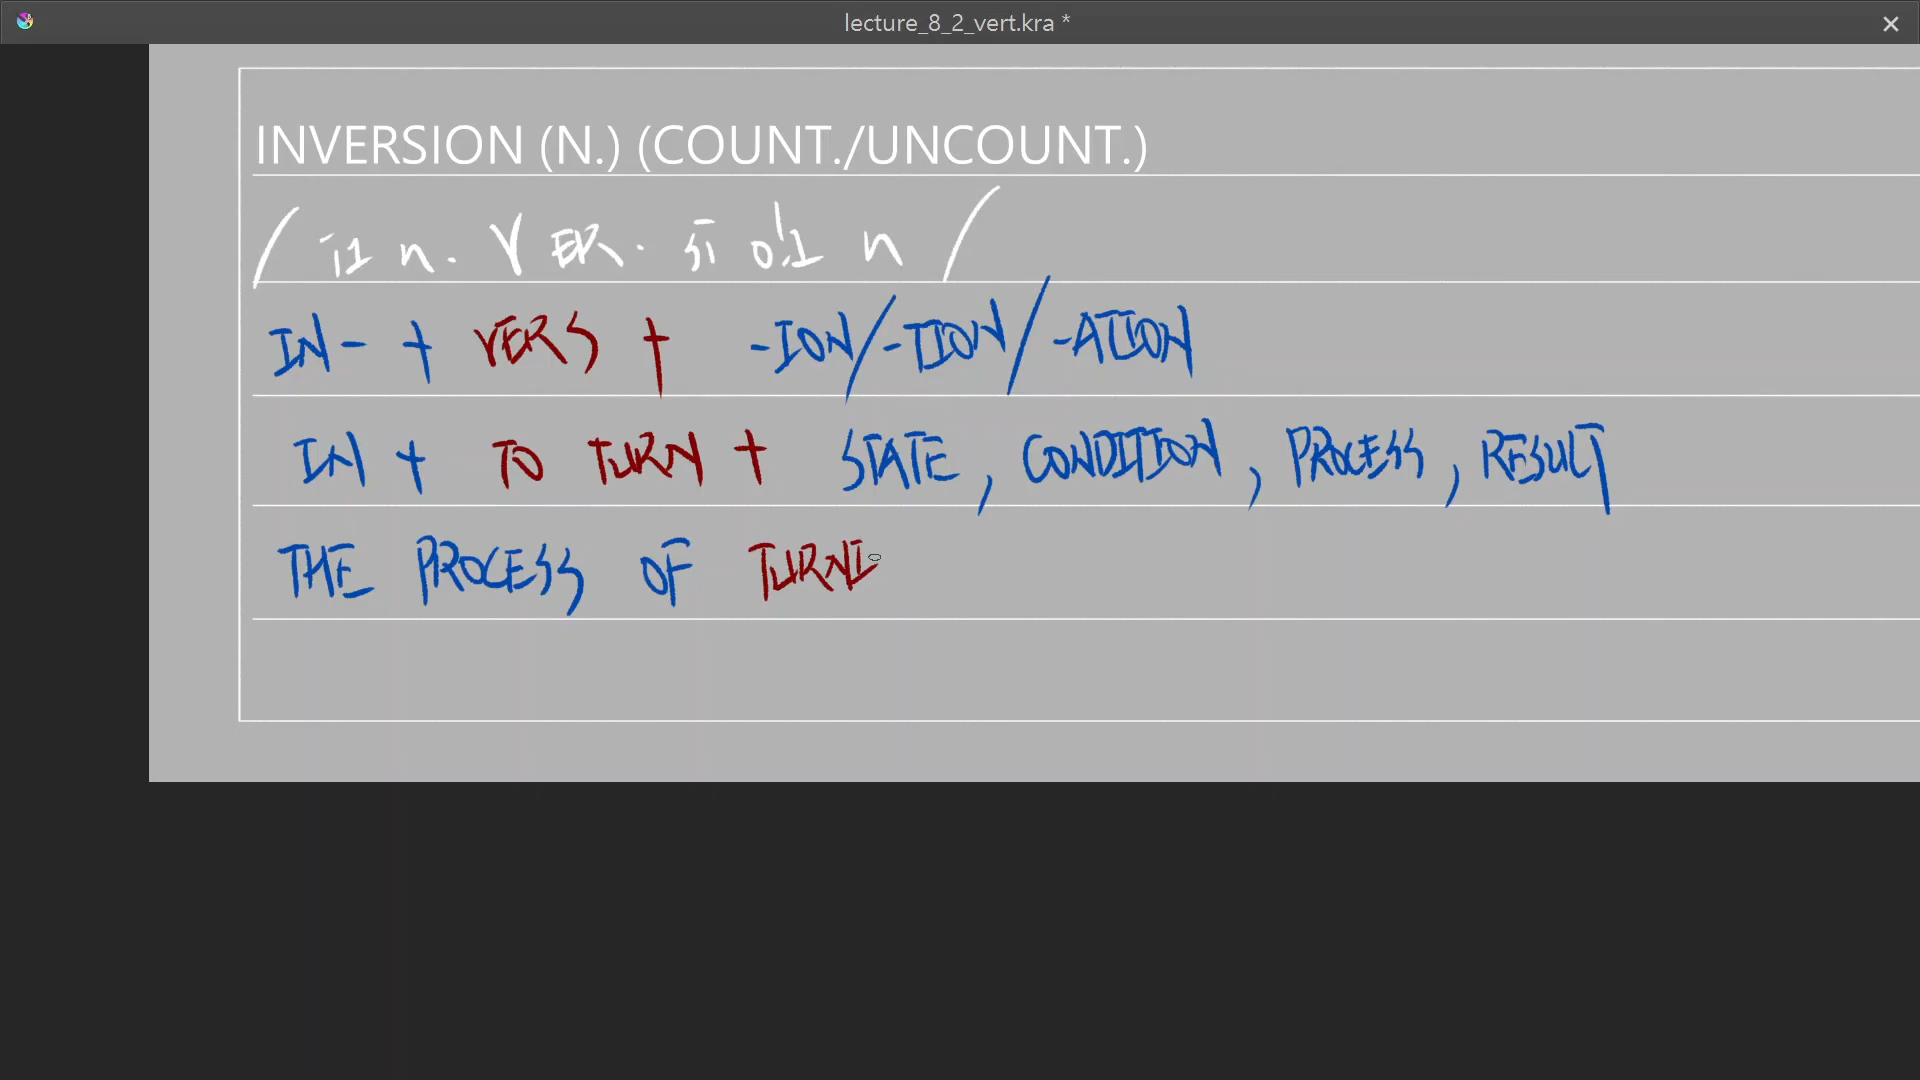 lecture_8_2_vert.kra *
INVERSION (N.) (COUNT./UNCOUNT.)
IN- + VERS + -ION/-TION/-ATION
IN + TO TURN + STATE, CONDITION, PROCESS, RESULT
THE PROCESS OF TURNI